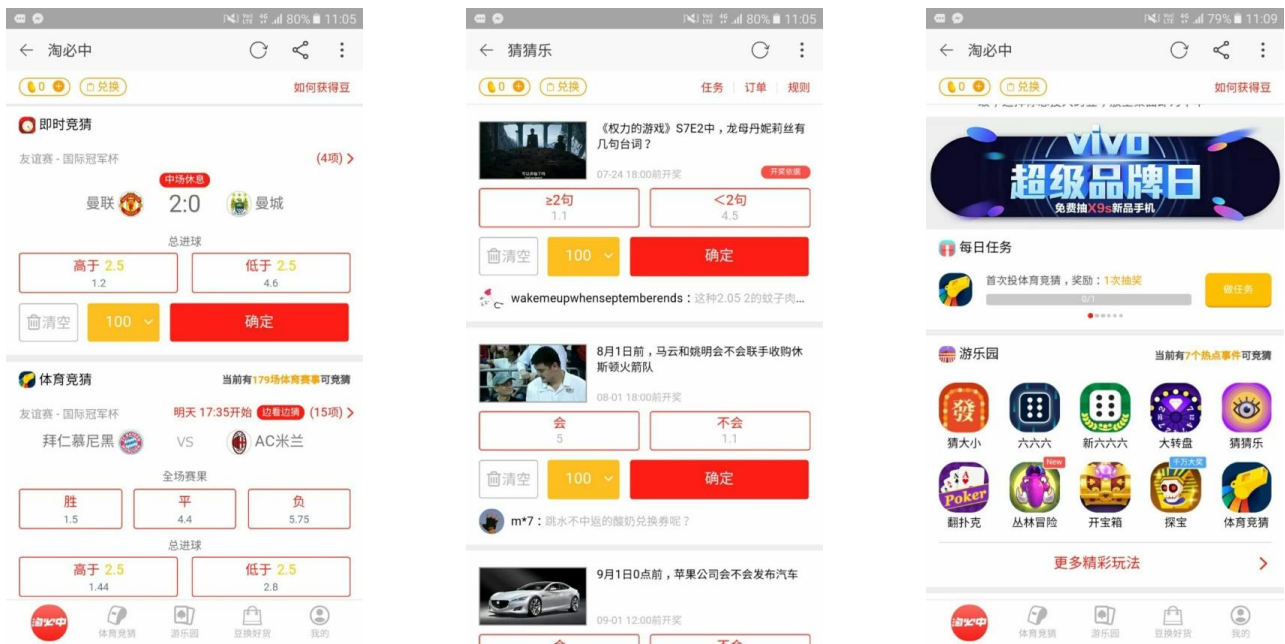 80% 11:05
淘必中
0 兑换 如何获得豆
即时竞猜
友谊赛 - 国际冠军杯 (4项)
中场休息
曼联 2:0 曼城
总进球
高于 2.5 低于 2.5
1.2 4.6
清空 100 确定
体育竞猜 当前有179场体育赛事可竞猜
友谊赛 - 国际冠军杯 明天 17:35开始 边看边猜 (15项)
拜仁慕尼黑 VS AC米兰
全场赛果
胜 平 负
1.5 4.4 5.75
总进球
高于 2.5 低于 2.5
1.44 2.8
淘必中 体育竞猜 游乐园 豆换好货 我的
80% 11:05
猜猜乐
0 兑换 任务 订单 规则
《权力的游戏》S7E2中，龙母丹妮莉丝有
几句台词？
07-24 18:00前开奖 开奖依据
≥2句 <2句
1.1 4.5
清空 100 确定
wakemeupwhenseptemberends：这种2.05 2的蚊子肉...
8月1日前，马云和姚明会不会联手收购休
斯顿火箭队
08-01 18:00前开奖
会 不会
5 1.1
清空 100 确定
m*7：跳水不中返的酸奶兑换券呢？
9月1日0点前，苹果公司会不会发布汽车
09-01 12:00前开奖
79% 11:09
淘必中
0 兑换 如何获得豆
vivo
超级品牌日
免费抽X9s新品手机
每日任务
首次投体育竞猜，奖励：1次抽奖
0/1
做任务
游乐园 当前有7个热点事件可竞猜
發
猜大小 六六六 新六六六 大转盘 猜猜乐
New 千万大奖
Poker
翻扑克 丛林冒险 开宝箱 探宝 体育竞猜
更多精彩玩法
淘必中 体育竞猜 游乐园 豆换好货 我的